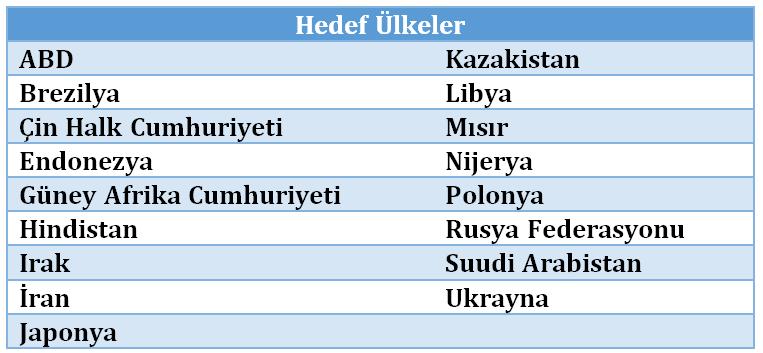 Hedef Ülkeler
ABD Kazakistan
Brezilya Libya
Çin Halk Cumhuriyeti Mısır
Endonezya Nijerya
Güney Afrika Cumhuriyeti Polonya
Hindistan Rusya Federasyonu
Irak Suudi Arabistan
İran Ukrayna
Japonya